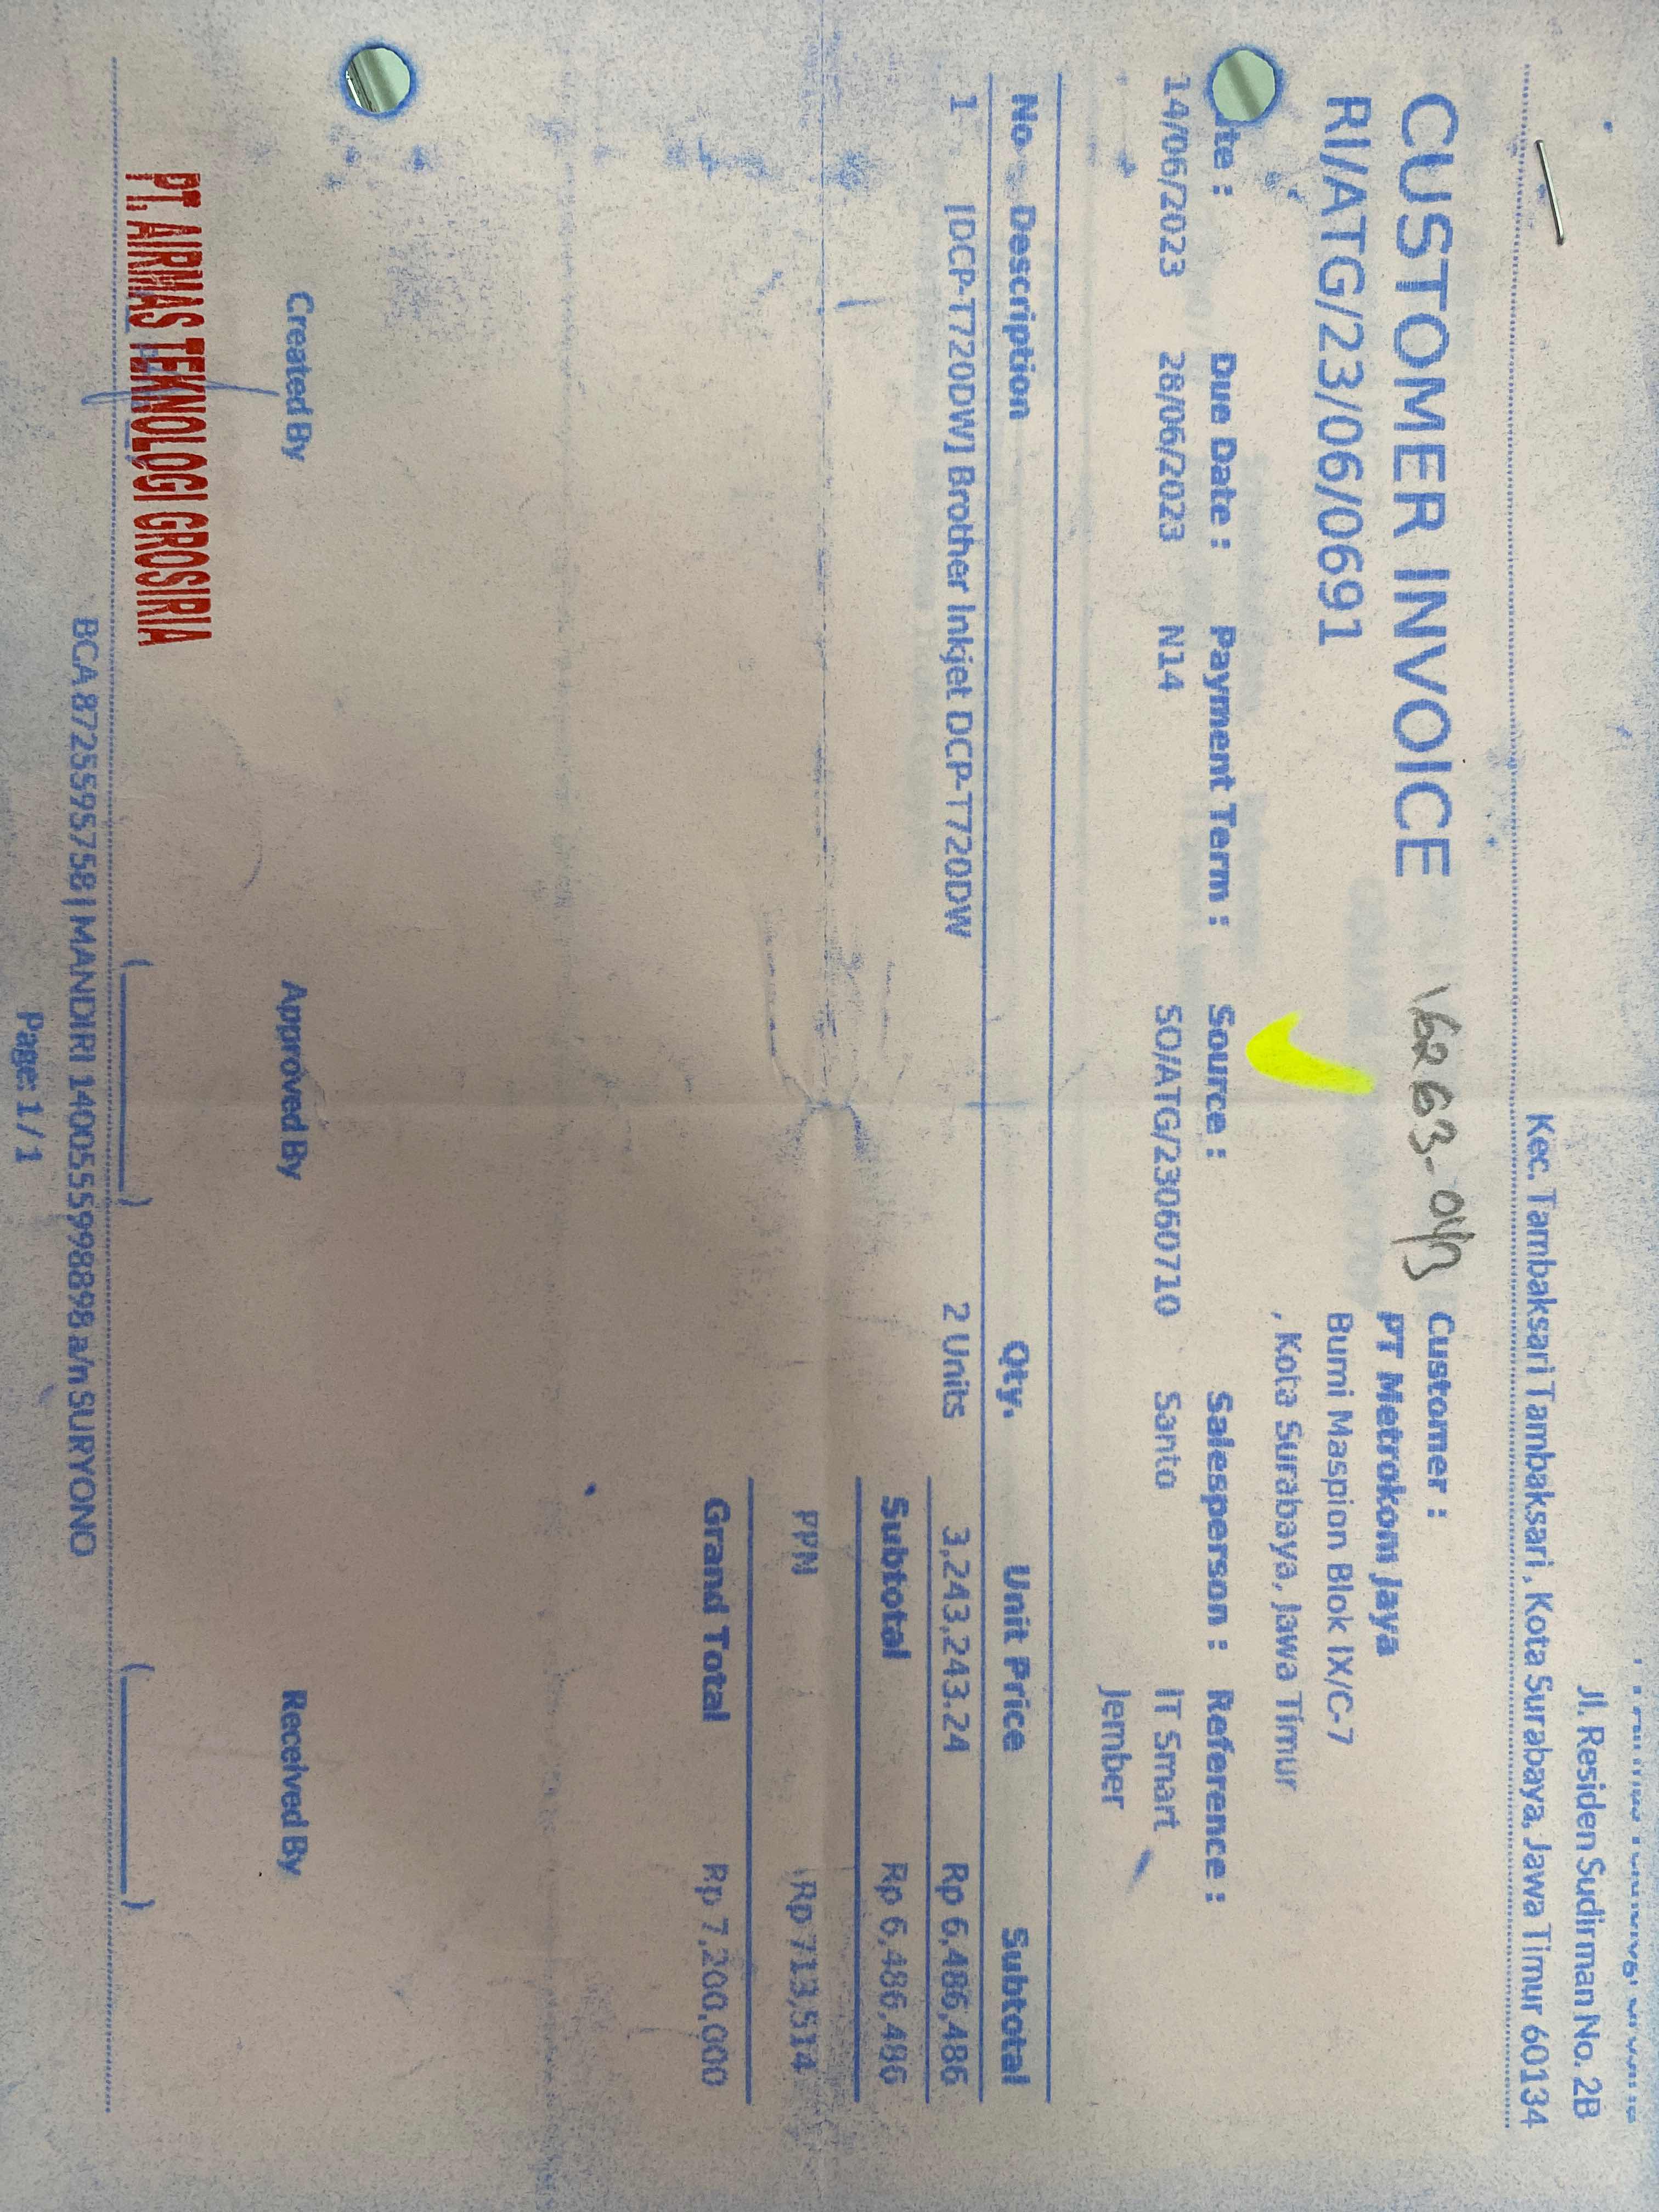 Jl. Residen Sudirman No. 2B
Kec. Tambaksari Tambaksari, Kota Surabaya, Jawa Timur 60134
CUSTOMER INVOICE
RI/ATG/23/06/0691
16263-
Customer :
PT Metrokom Jaya
Bumi Maspion Blok IX/C-7
, Kota Surabaya, Jawa Timur
te : Due Date : Payment Term : Source : Salesperson : Reference :
14/06/2023 28/06/2023 N14 SO/ATG/23060710 Santo IT Smart
Jember
No Description Qty. Unit Price Subtotal
1 [DCP-T720DW] Brother Inkjet DCP-T720DW 2 Units 3,243,243.24 Rp 6,486,486
Subtotal Rp 6,486,486
PPN Rp 713,514
Grand Total Rp 7,200,000
Created By Approved By Received By
PT. AIRMAS TEKNOLOGI GROSIRIA
( ) ( )
BCA 8725595758 | MANDIRI 1400555998898 a/n SURYONO
Page: 1 / 1